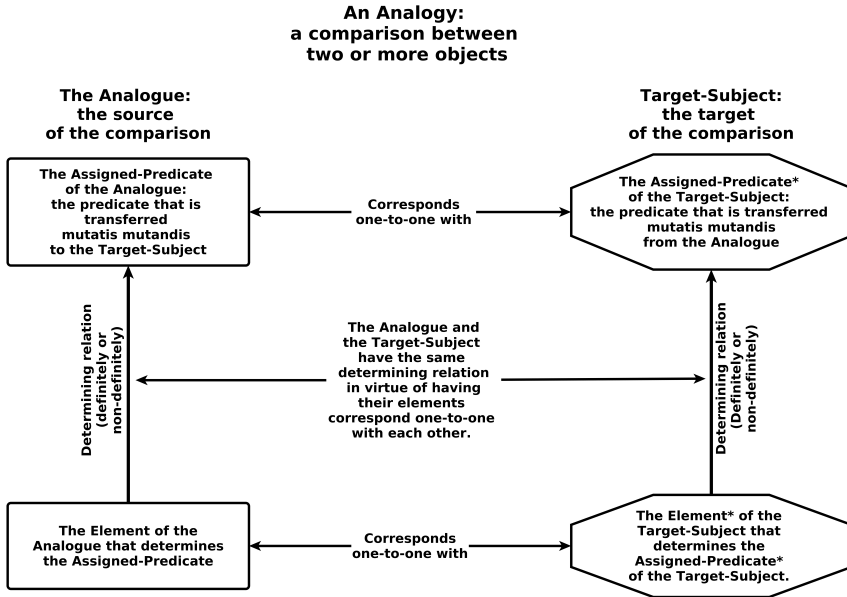 An Analogy:
a comparison between
two or more objects
The Analogue:
the source
of the comparison
Target-Subject:
the target
of the comparison
The Assigned-Predicate
of the Analogue:
the predicate that is
transferred
mutatis mutandis
to the Target-Subject
Corresponds
one-to-one with
The Assigned-Predicate*
of the Target-Subject:
the predicate that is transferred
mutatis mutandis
from the Analogue
Determining relation
(definitely or
non-definitely)
The Analogue and
the Target-Subject
have the same
determining relation
in virtue of having
their elements
correspond one-to-one
with each other.
Determining relation
(Definitely or
non-definitely)
The Element of the
Analogue that determines
the Assigned-Predicate
Corresponds
one-to-one with
The Element* of the
Target-Subject that
determines the
Assigned-Predicate*
of the Target-Subject.